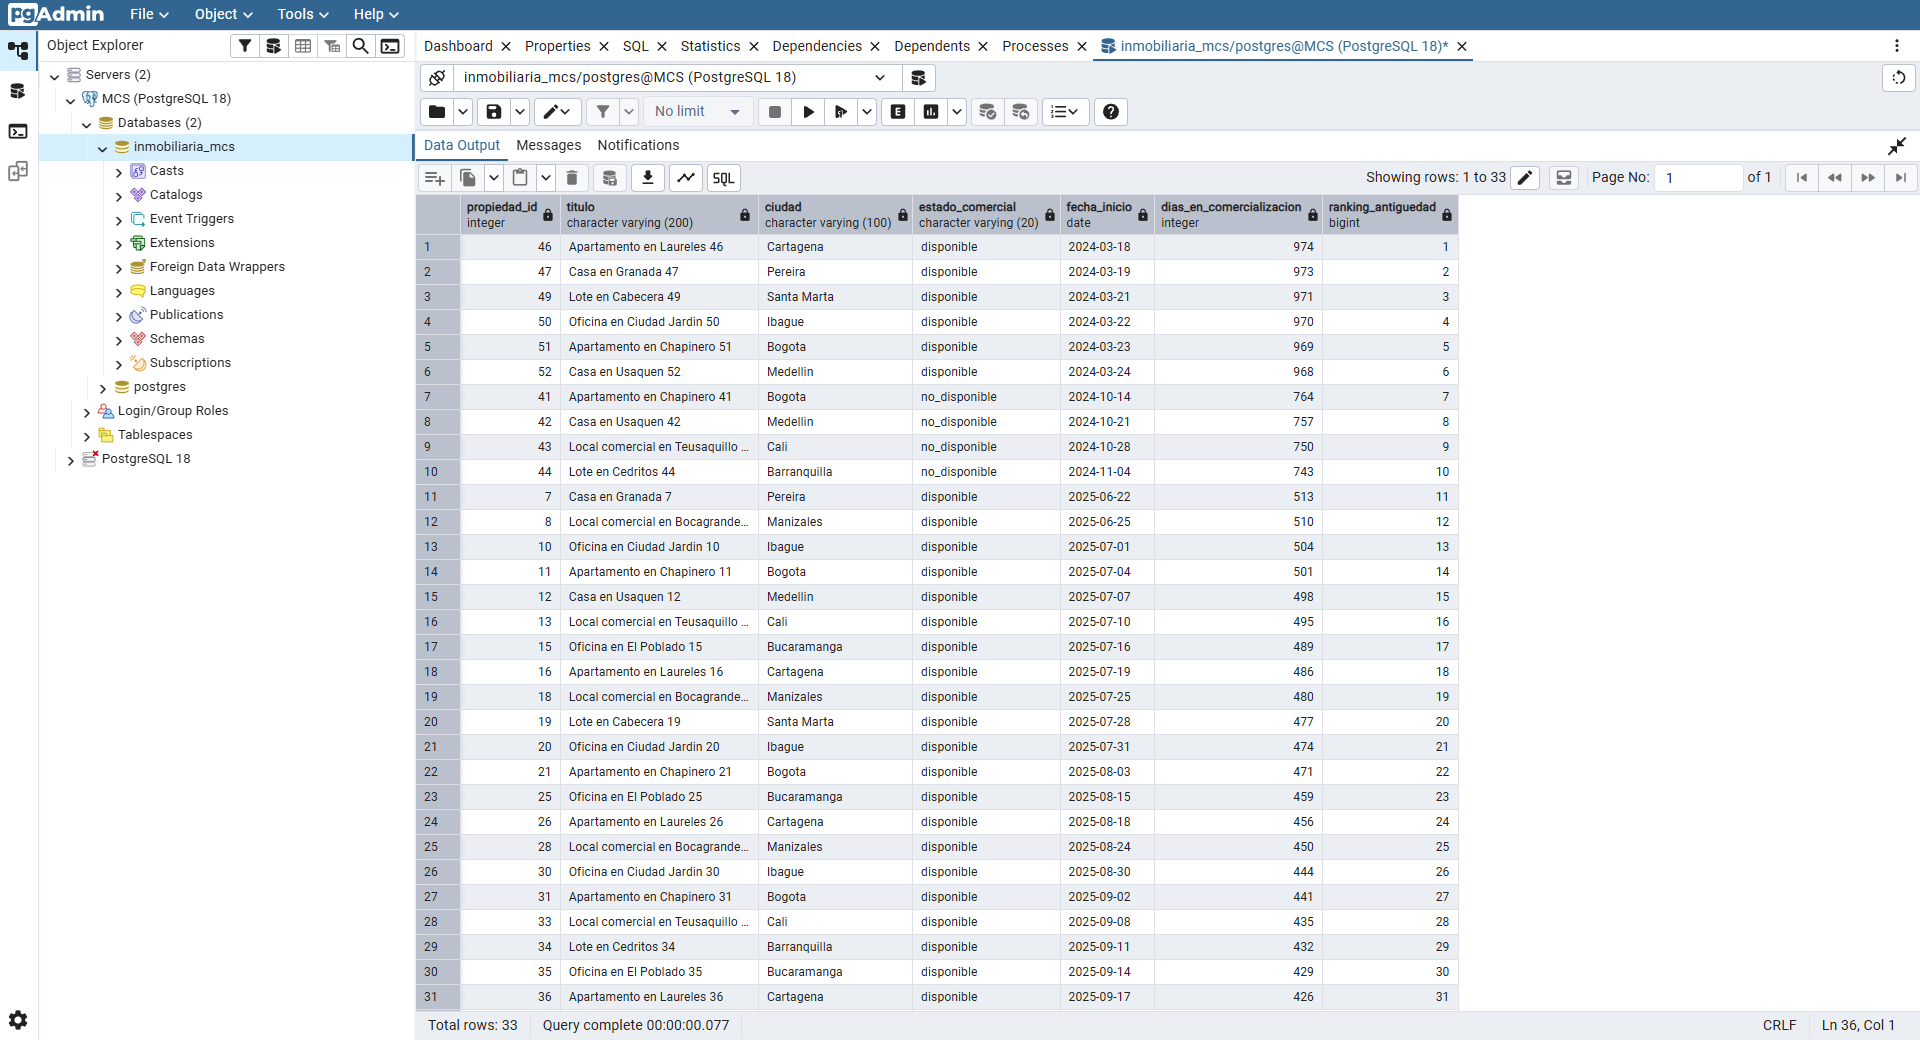 pgAdmin File Object Tools Help
Object Explorer
Dashboard Properties SQL Statistics Dependencies Dependents Processes inmobiliaria_mcs/postgres@MCS (PostgreSQL 18)*
Servers (2)
MCS (PostgreSQL 18)
Databases (2)
inmobiliaria_mcs
Casts
Catalogs
Event Triggers
Extensions
Foreign Data Wrappers
Languages
Publications
Schemas
Subscriptions
postgres
Login/Group Roles
Tablespaces
PostgreSQL 18
inmobiliaria_mcs/postgres@MCS (PostgreSQL 18)
No limit E
Data Output Messages Notifications
SQL Showing rows: 1 to 33 Page No: 1 of 1
propiedad_id titulo ciudad estado_comercial fecha_inicio dias_en_comercializacion ranking_antiguedad
integer character varying (200) character varying (100) character varying (20) date integer bigint
1 46 Apartamento en Laureles 46 Cartagena disponible 2024-03-18 974 1
2 47 Casa en Granada 47 Pereira disponible 2024-03-19 973 2
3 49 Lote en Cabecera 49 Santa Marta disponible 2024-03-21 971 3
4 50 Oficina en Ciudad Jardin 50 Ibague disponible 2024-03-22 970 4
5 51 Apartamento en Chapinero 51 Bogota disponible 2024-03-23 969 5
6 52 Casa en Usaquen 52 Medellin disponible 2024-03-24 968 6
7 41 Apartamento en Chapinero 41 Bogota no_disponible 2024-10-14 764 7
8 42 Casa en Usaquen 42 Medellin no_disponible 2024-10-21 757 8
9 43 Local comercial en Teusaquillo ... Cali no_disponible 2024-10-28 750 9
10 44 Lote en Cedritos 44 Barranquilla no_disponible 2024-11-04 743 10
11 7 Casa en Granada 7 Pereira disponible 2025-06-22 513 11
12 8 Local comercial en Bocagrande... Manizales disponible 2025-06-25 510 12
13 10 Oficina en Ciudad Jardin 10 Ibague disponible 2025-07-01 504 13
14 11 Apartamento en Chapinero 11 Bogota disponible 2025-07-04 501 14
15 12 Casa en Usaquen 12 Medellin disponible 2025-07-07 498 15
16 13 Local comercial en Teusaquillo ... Cali disponible 2025-07-10 495 16
17 15 Oficina en El Poblado 15 Bucaramanga disponible 2025-07-16 489 17
18 16 Apartamento en Laureles 16 Cartagena disponible 2025-07-19 486 18
19 18 Local comercial en Bocagrande... Manizales disponible 2025-07-25 480 19
20 19 Lote en Cabecera 19 Santa Marta disponible 2025-07-28 477 20
21 20 Oficina en Ciudad Jardin 20 Ibague disponible 2025-07-31 474 21
22 21 Apartamento en Chapinero 21 Bogota disponible 2025-08-03 471 22
23 25 Oficina en El Poblado 25 Bucaramanga disponible 2025-08-15 459 23
24 26 Apartamento en Laureles 26 Cartagena disponible 2025-08-18 456 24
25 28 Local comercial en Bocagrande... Manizales disponible 2025-08-24 450 25
26 30 Oficina en Ciudad Jardin 30 Ibague disponible 2025-08-30 444 26
27 31 Apartamento en Chapinero 31 Bogota disponible 2025-09-02 441 27
28 33 Local comercial en Teusaquillo ... Cali disponible 2025-09-08 435 28
29 34 Lote en Cedritos 34 Barranquilla disponible 2025-09-11 432 29
30 35 Oficina en El Poblado 35 Bucaramanga disponible 2025-09-14 429 30
31 36 Apartamento en Laureles 36 Cartagena disponible 2025-09-17 426 31
Total rows: 33 Query complete 00:00:00.077 CRLF Ln 36, Col 1